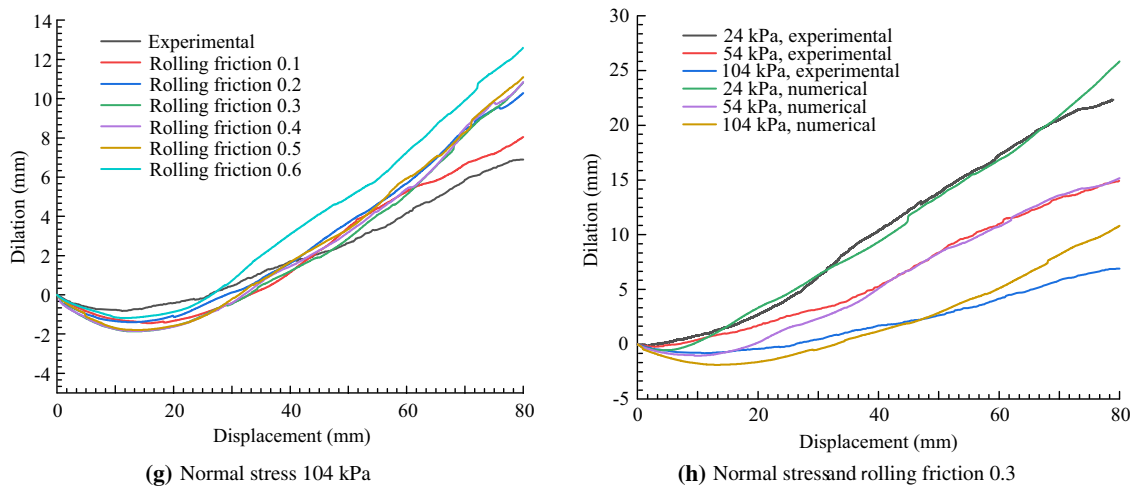 14
12
10
8
6
4
2
0
-2
-4
Dilation (mm)
Experimental
Rolling friction 0.1
Rolling friction 0.2
Rolling friction 0.3
Rolling friction 0.4
Rolling friction 0.5
Rolling friction 0.6
0 20 40 60 80
Displacement (mm)
(g) Normal stress 104 kPa
30
25
20
15
10
5
0
-5
Dilation (mm)
24 kPa, experimental
54 kPa, experimental
104 kPa, experimental
24 kPa, numerical
54 kPa, numerical
104 kPa, numerical
0 20 40 60 80
Displacement (mm)
(h) Normal stress and rolling friction 0.3